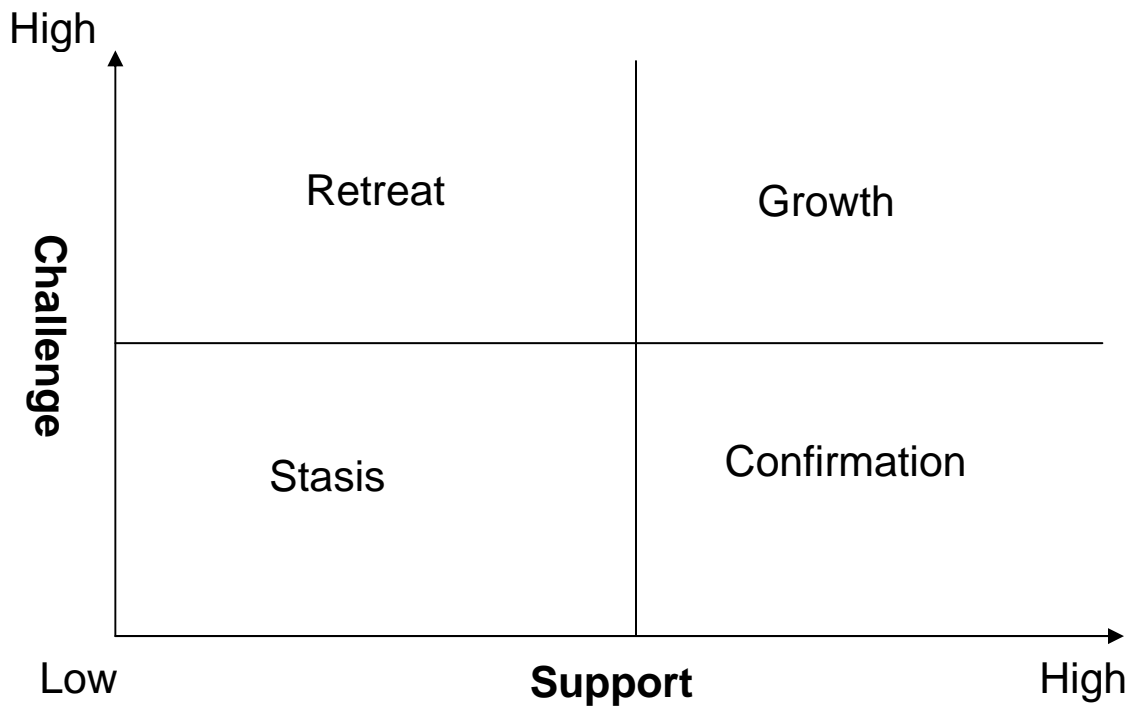 High
Retreat
Growth
Challenge
Stasis
Confirmation
Low
Support
High